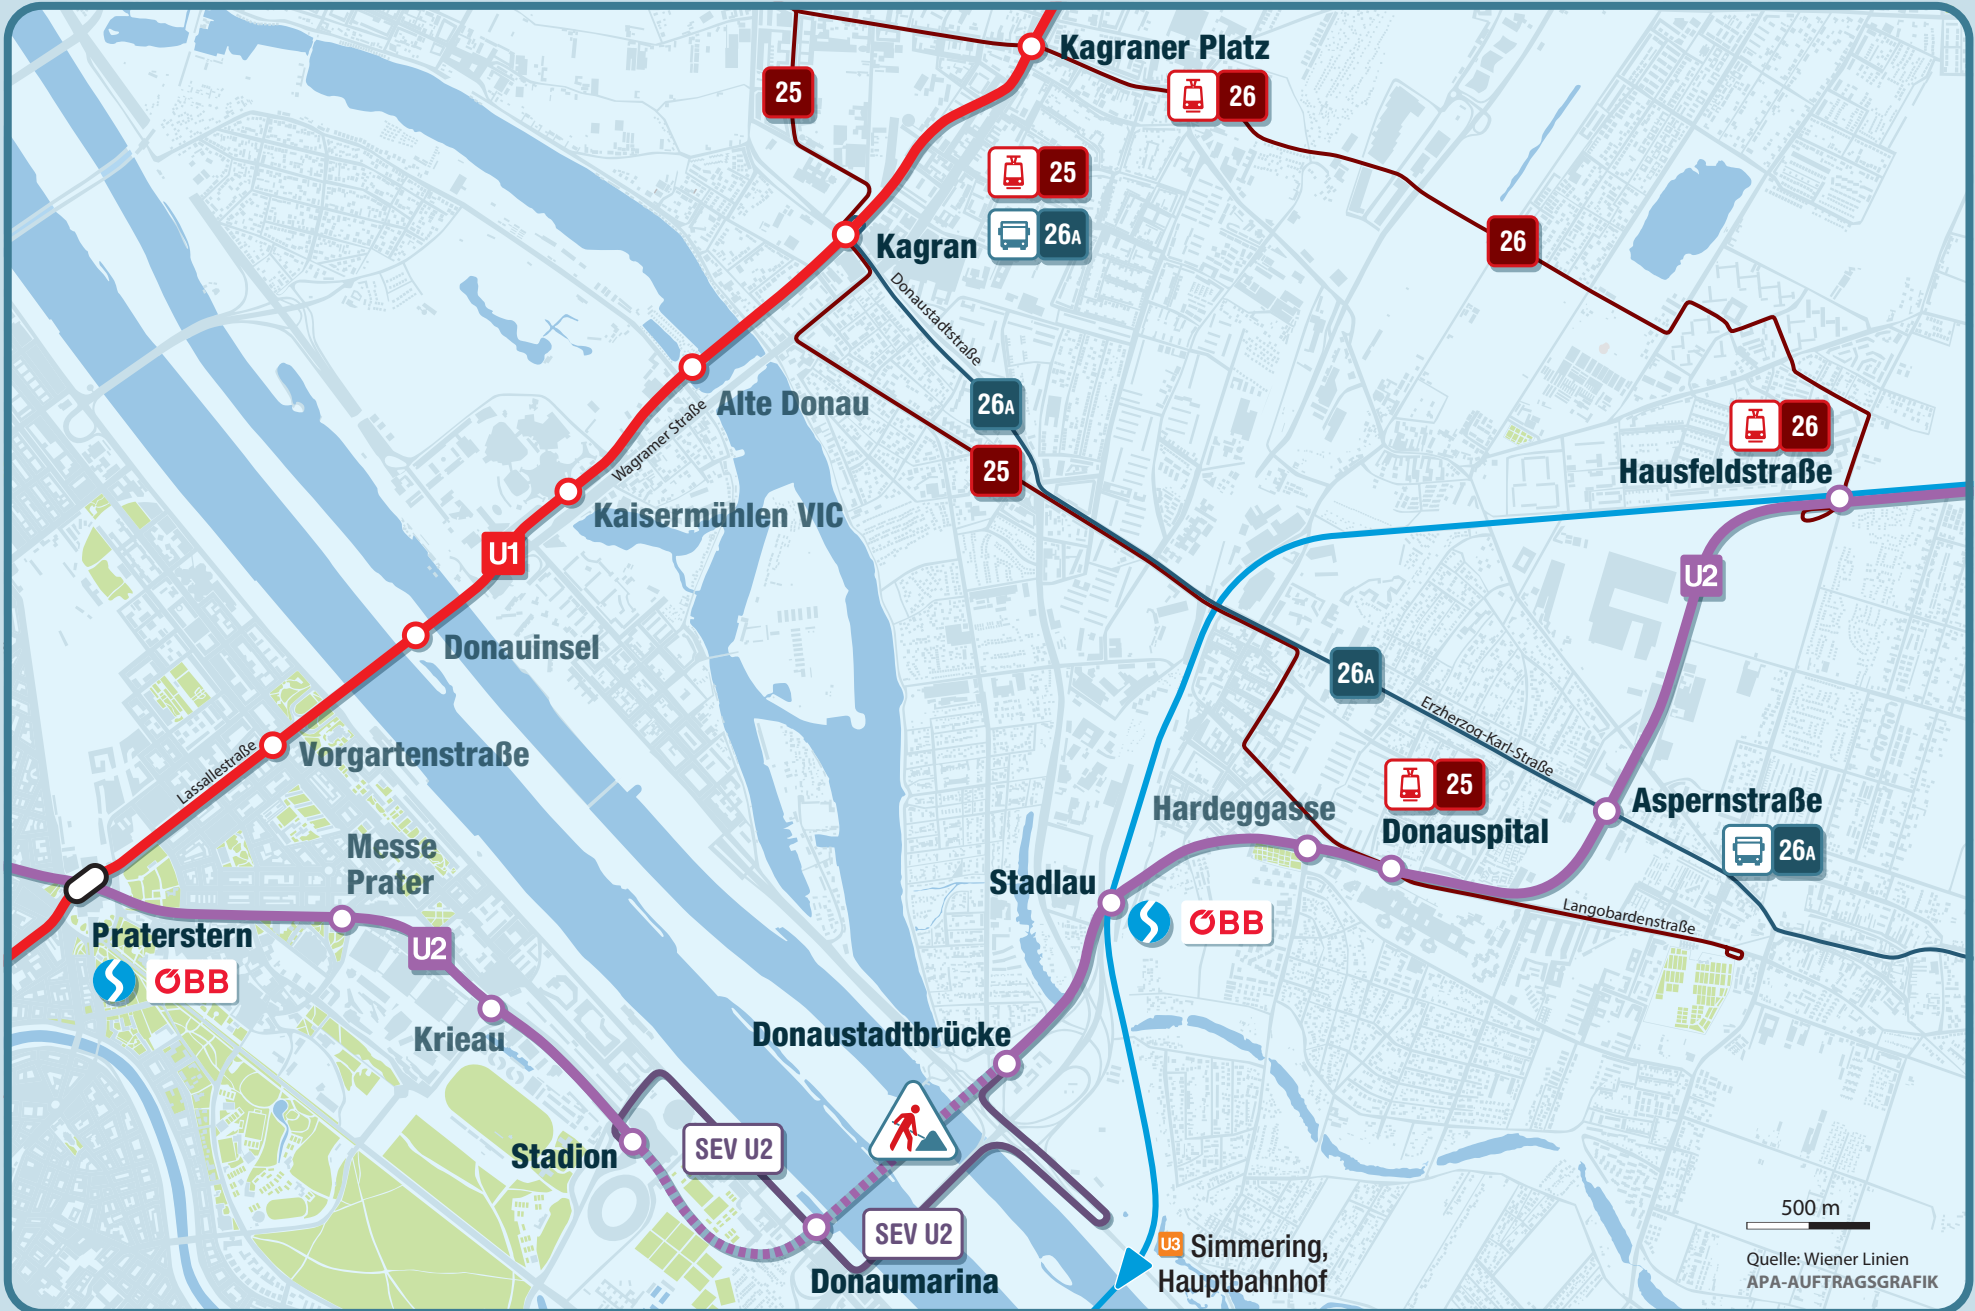 Kagraner Platz
25
26
25
26A
Kagran
26
Donaustadtstraße
26A
Alte Donau
Wagramer Straße
25
26
Hausfeldstraße
Kaisermühlen VIC
U1
U2
Donauinsel
26A
Erzherzog-Karl-Straße
Vorgartenstraße
Lassallestraße
25
Donauspital
Hardeggasse
Aspernstraße
26A
Messe
Prater
Stadlau
ÖBB
Langobardenstraße
Praterstern
ÖBB
U2
Krieau
Donaustadtbrücke
Stadion
SEV U2
SEV U2
Donaumarina
U3 Simmering,
Hauptbahnhof
500 m
Quelle: Wiener Linien
APA-AUFTRAGSGRAFIK